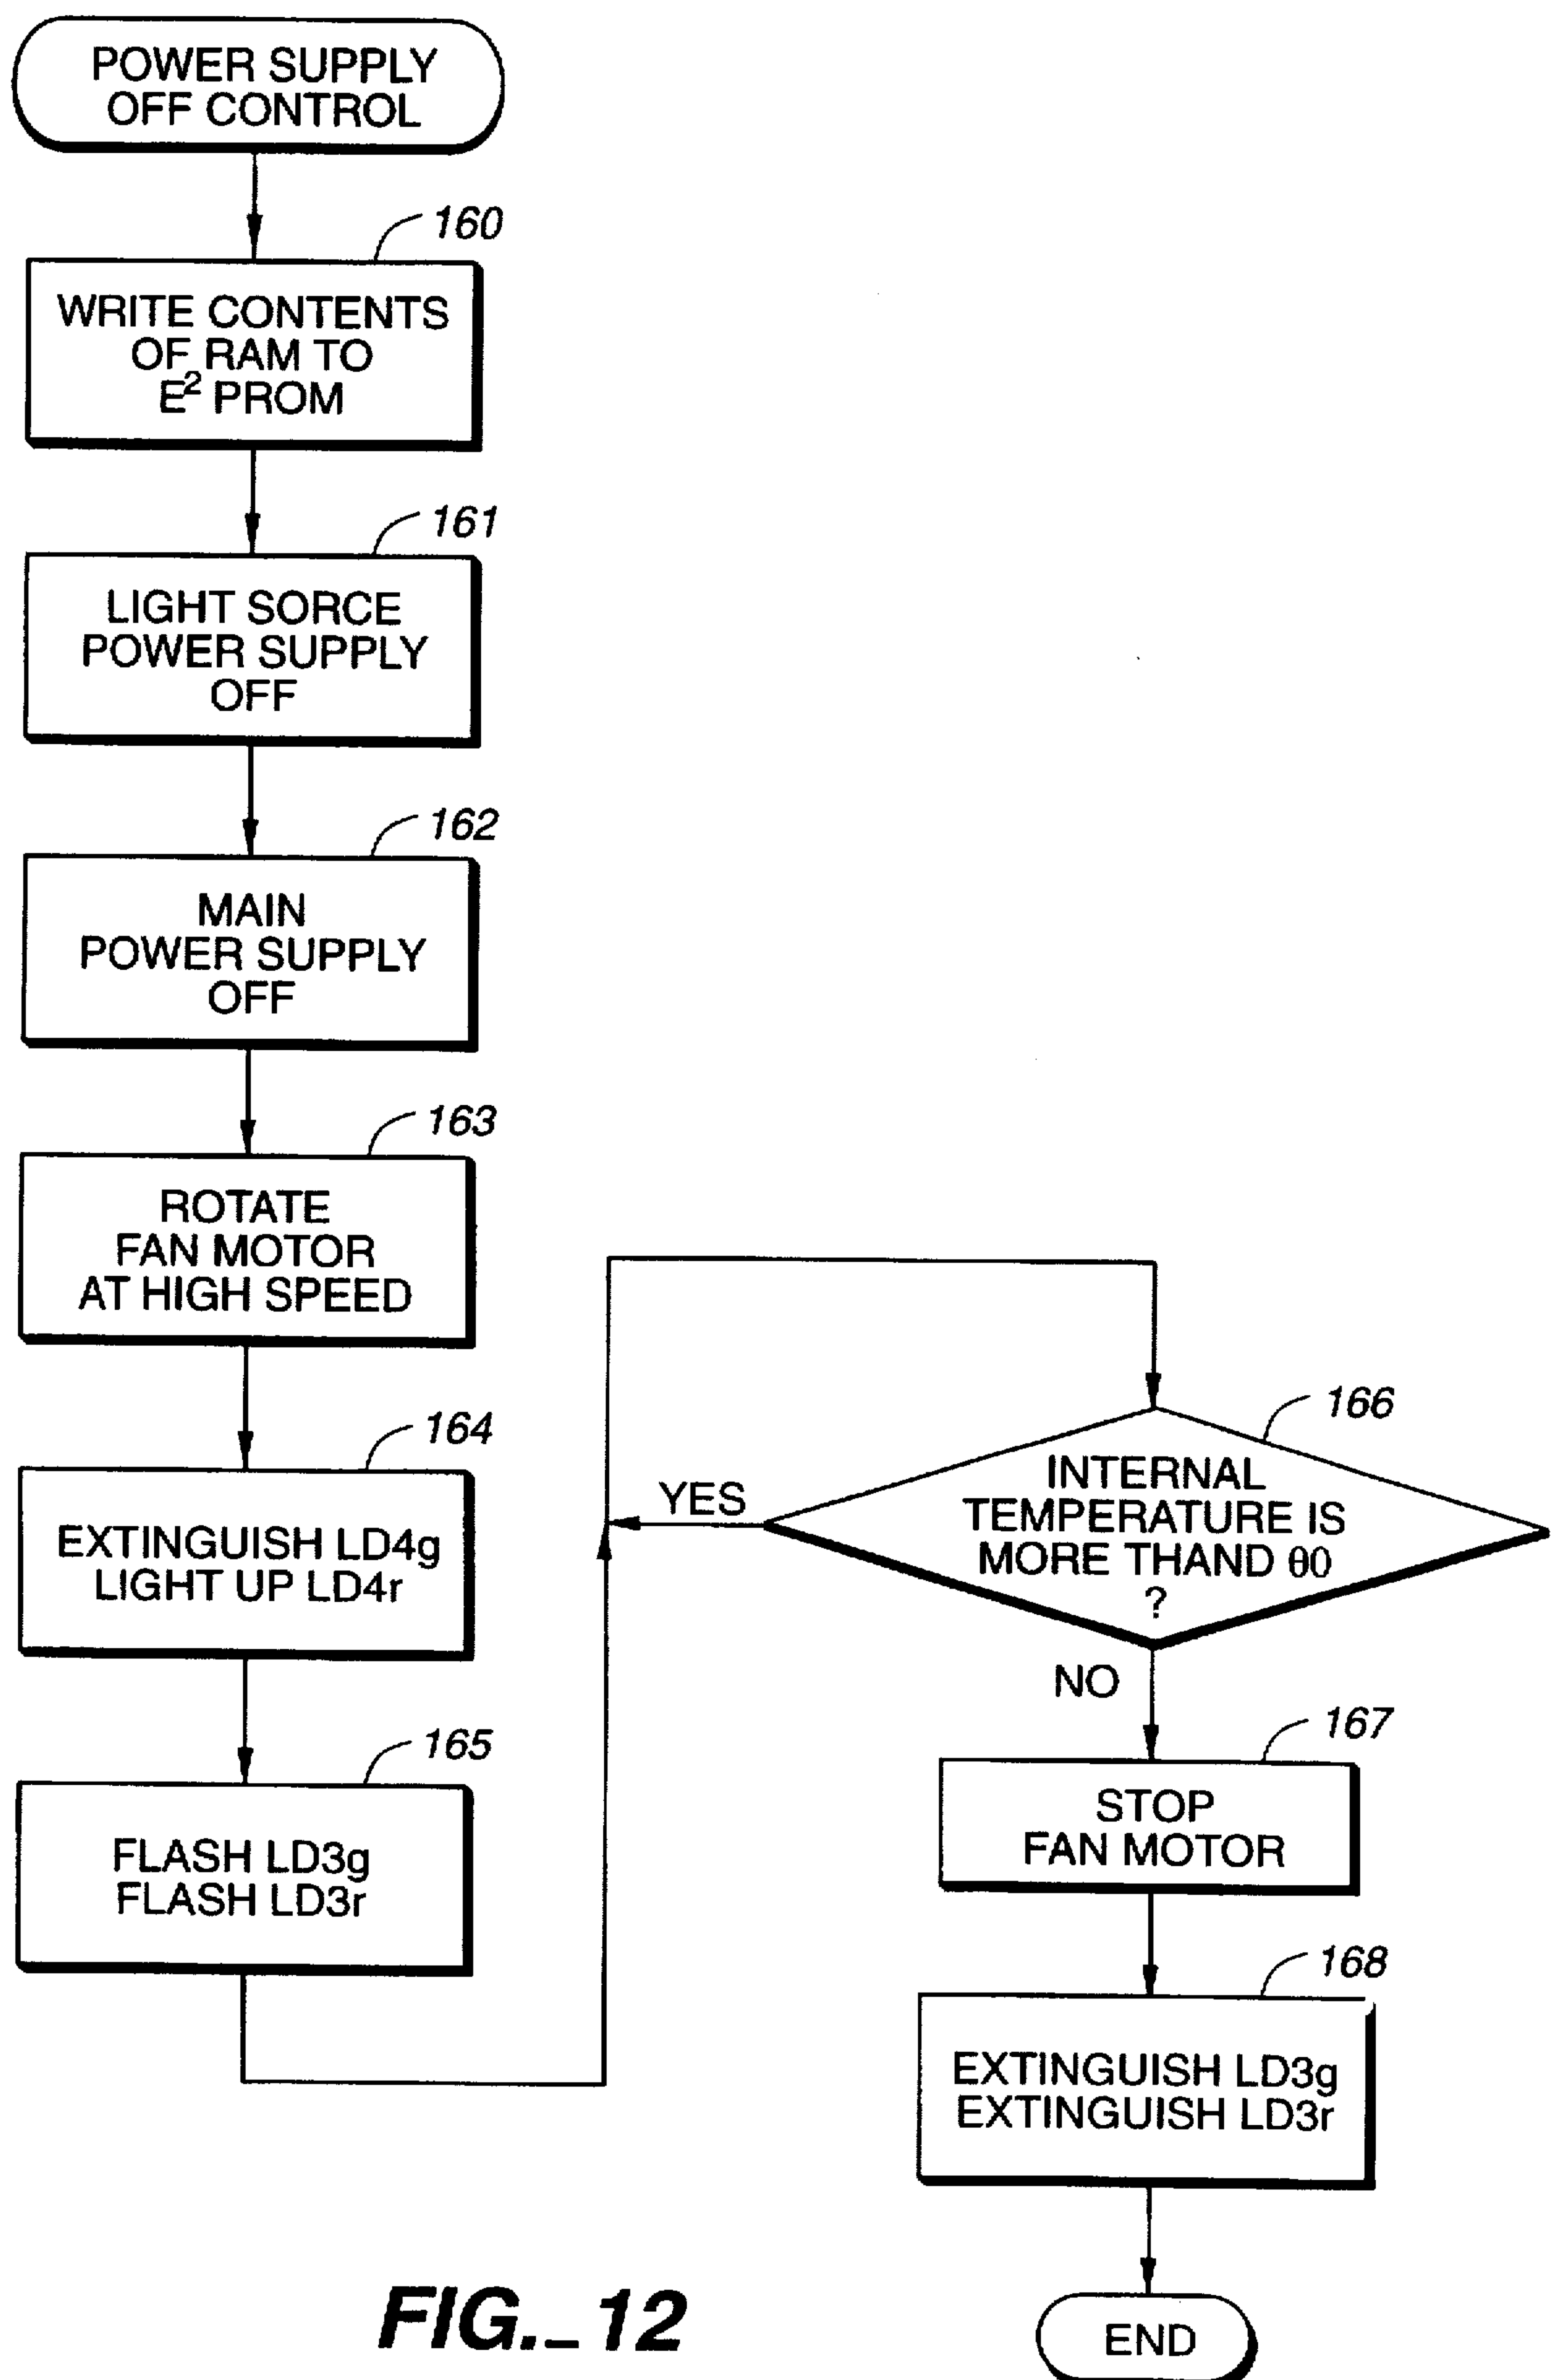 POWER SUPPLY
OFF CONTROL
160
WRITE CONTENTS
OF RAM TO
E² PROM
161
LIGHT SORCE
POWER SUPPLY
OFF
162
MAIN
POWER SUPPLY
OFF
163
ROTATE
FAN MOTOR
AT HIGH SPEED
164
EXTINGUISH LD4g
LIGHT UP LD4r
165
FLASH LD3g
FLASH LD3r
166
INTERNAL
TEMPERATURE IS
MORE THAND θ0
?
YES
NO
167
STOP
FAN MOTOR
168
EXTINGUISH LD3g
EXTINGUISH LD3r
END
FIG._12